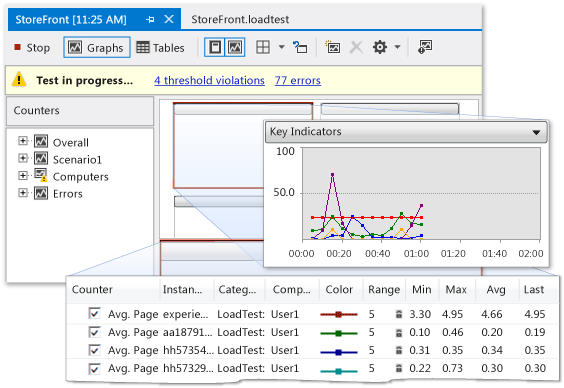 StoreFront [11:25 AM]
StoreFront.loadtest
Stop Graphs Tables
Test in progress... 4 threshold violations 77 errors
Counters
Overall
Scenario1
Computers
Errors
Key Indicators
100
50.0
00:00 00:20 00:40 01:00 01:20 01:40 02:00
Counter Instan... Categ... Comp... Color Range Min Max Avg Last
Avg. Page experie... LoadTest: User1 5 3.30 4.95 4.66 4.95
Avg. Page aa18791... LoadTest: User1 5 0.10 0.46 0.20 0.19
Avg. Page hh57354... LoadTest: User1 5 0.31 0.35 0.34 0.35
Avg. Page hh57329... LoadTest: User1 5 0.22 0.73 0.30 0.30